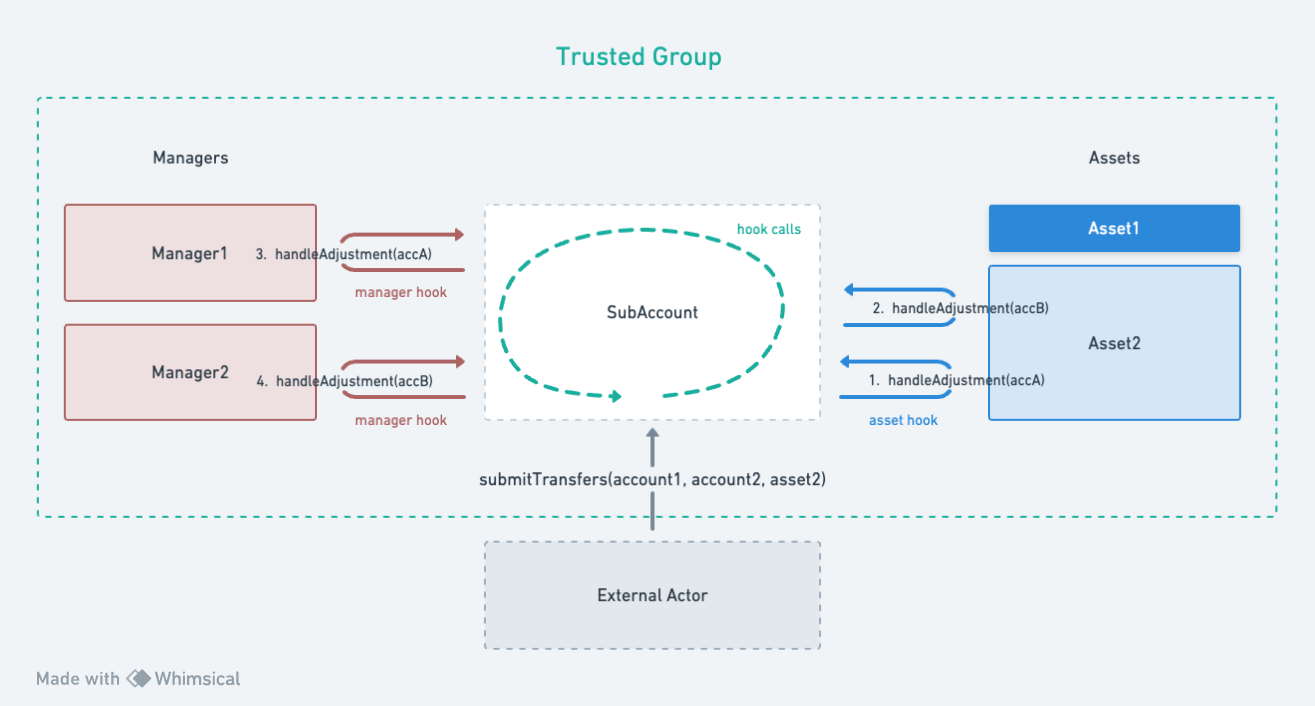 Trusted Group
Managers
Assets
Manager1
3. handleAdjustment(accA)
manager hook
Manager2
4. handleAdjustment(accB)
manager hook
hook calls
SubAccount
Asset1
2. handleAdjustment(accB)
Asset2
1. handleAdjustment(accA)
asset hook
submitTransfers(account1, account2, asset2)
External Actor
Made with Whimsical